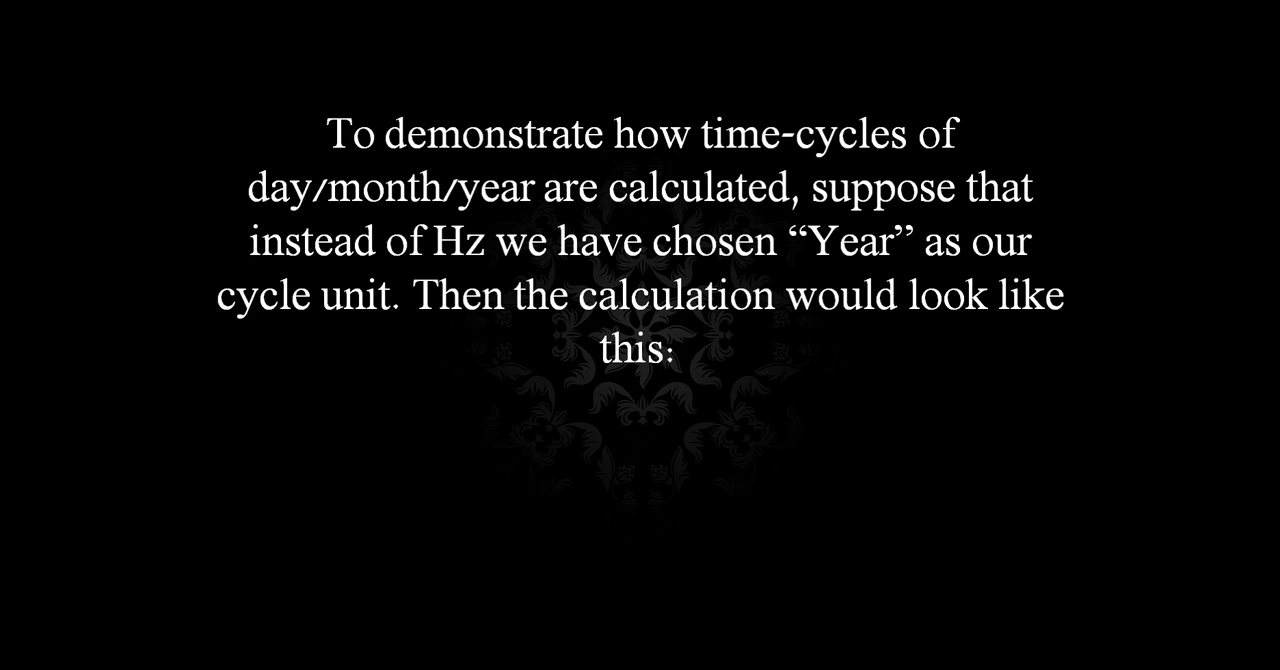 To demonstrate how time-cycles of
day/month/year are calculated, suppose that
instead of Hz we have chosen “Year” as our
cycle unit. Then the calculation would look like
this: